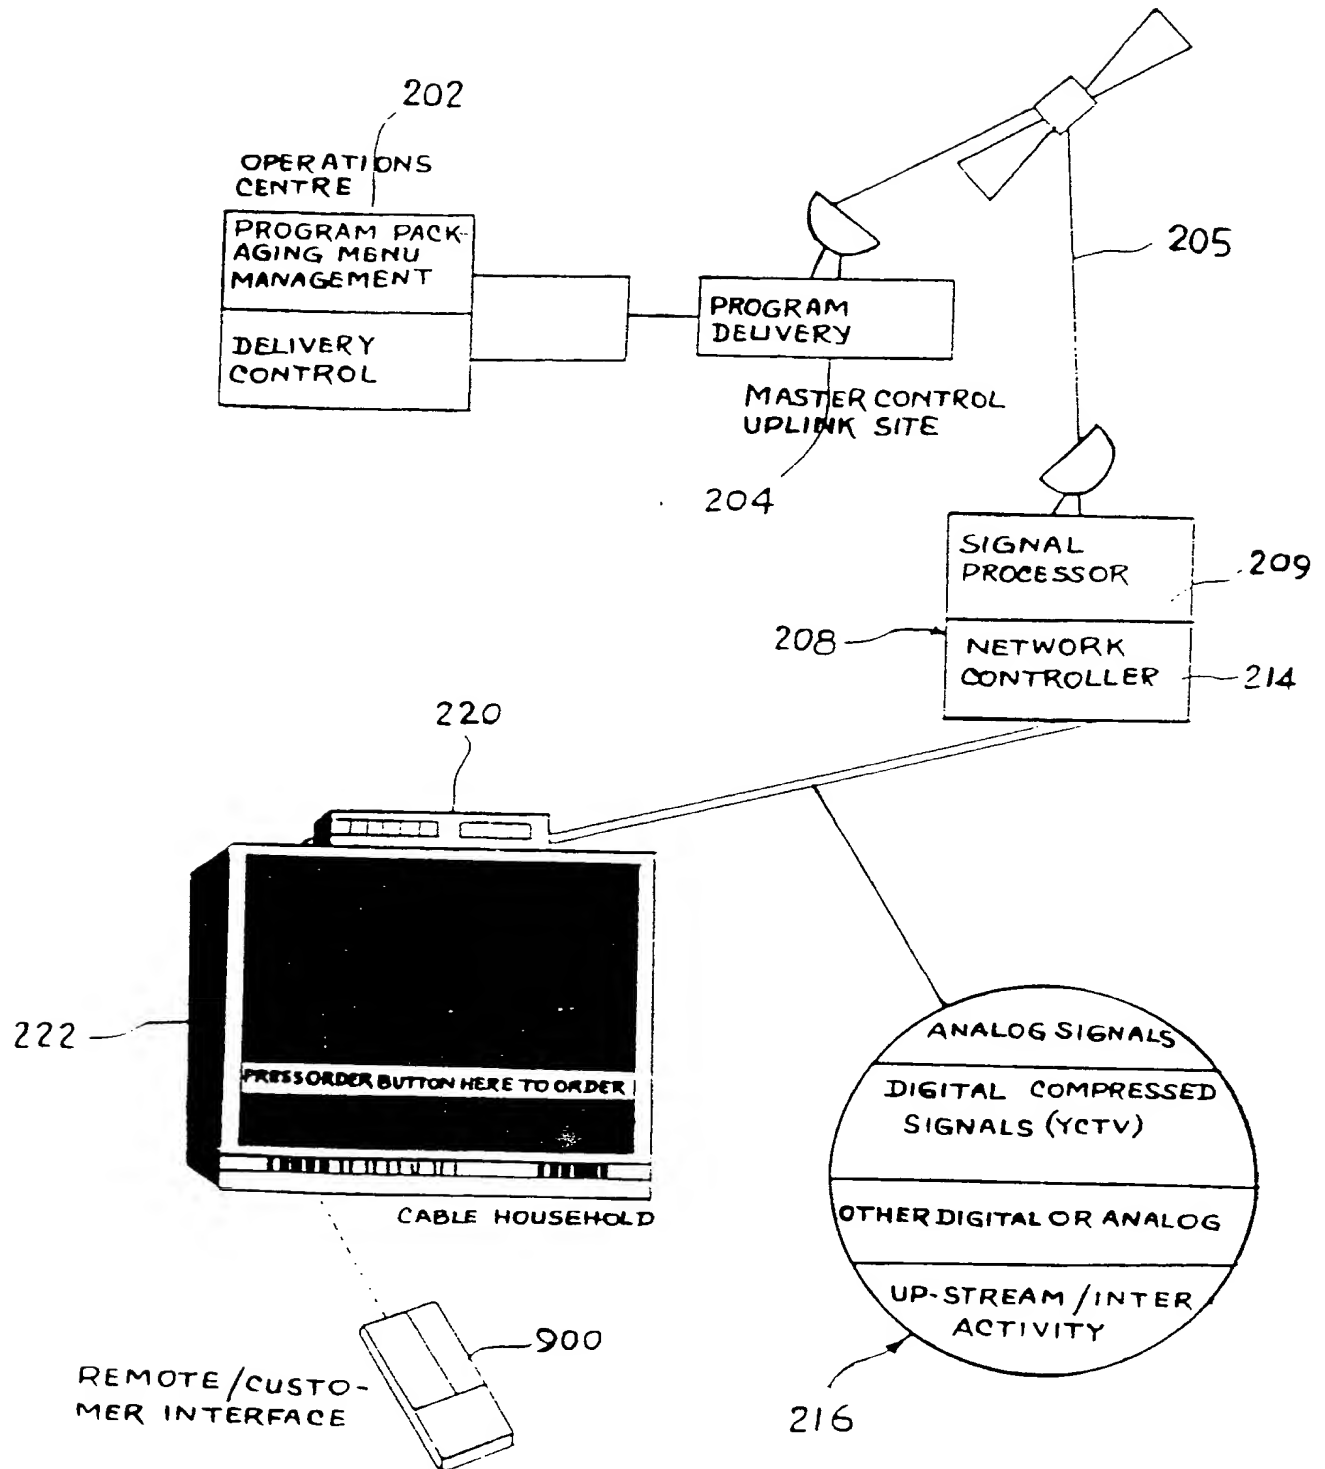 202
OPERATIONS
CENTRE
PROGRAM PACK-
AGING MENU
MANAGEMENT
DELIVERY
CONTROL
PROGRAM
DELIVERY
MASTER CONTROL
UPLINK SITE
204
205
SIGNAL
PROCESSOR
209
208
NETWORK
CONTROLLER
214
220
222
PRESS ORDER BUTTON HERE TO ORDER
CABLE HOUSEHOLD
ANALOG SIGNALS
DIGITAL COMPRESSED
SIGNALS (YCTV)
OTHER DIGITAL OR ANALOG
UP-STREAM/INTER
ACTIVITY
216
900
REMOTE/CUSTO-
MER INTERFACE